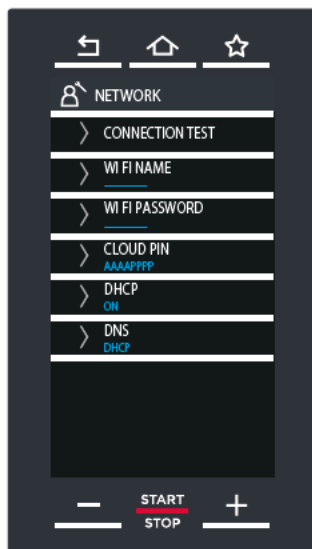 NETWORK
CONNECTION TEST
WI FI NAME
WI FI PASSWORD
CLOUD PIN
AAAAPPPP
DHCP
ON
DNS
DHCP
START
STOP